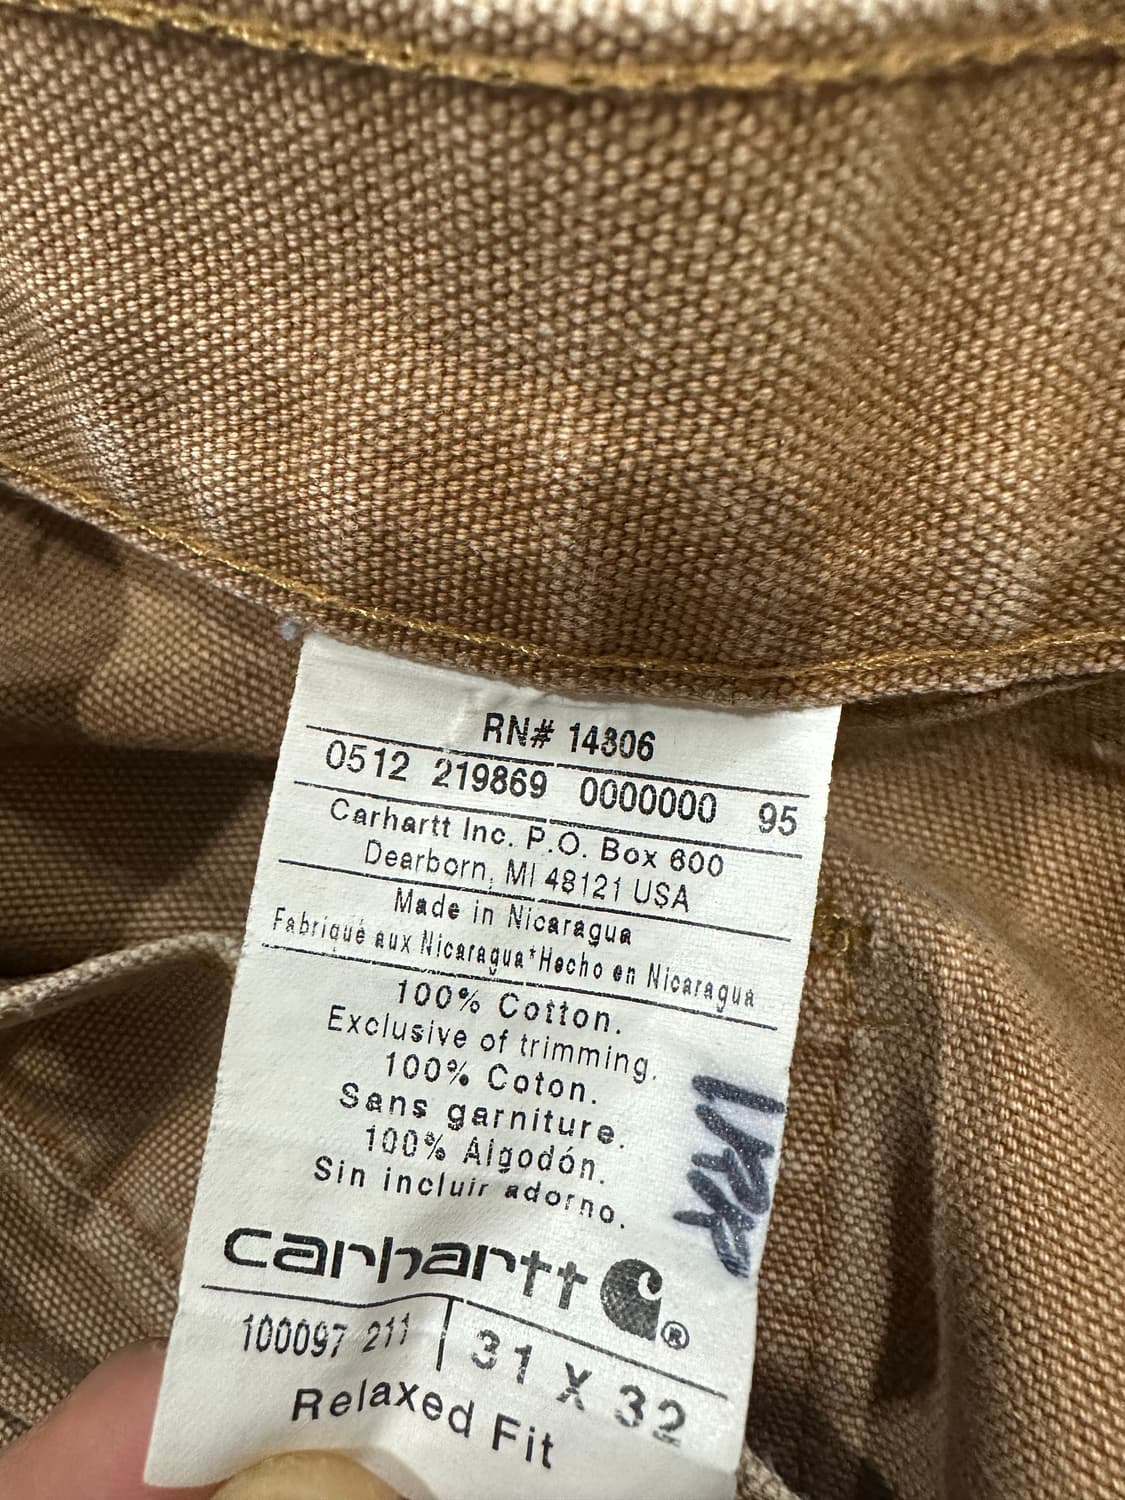 RN# 14806
0512 219869 0000000 95
Carhartt Inc. P.O. Box 600
Dearborn, MI 48121 USA
Made in Nicaragua
Fabriqué aux Nicaragua*Hecho en Nicaragua
100% Cotton.
Exclusive of trimming.
100% Coton.
Sans garniture.
100% Algodón.
Sin incluir adorno.
carhartt ®
100097 211 31 X 32
Relaxed Fit